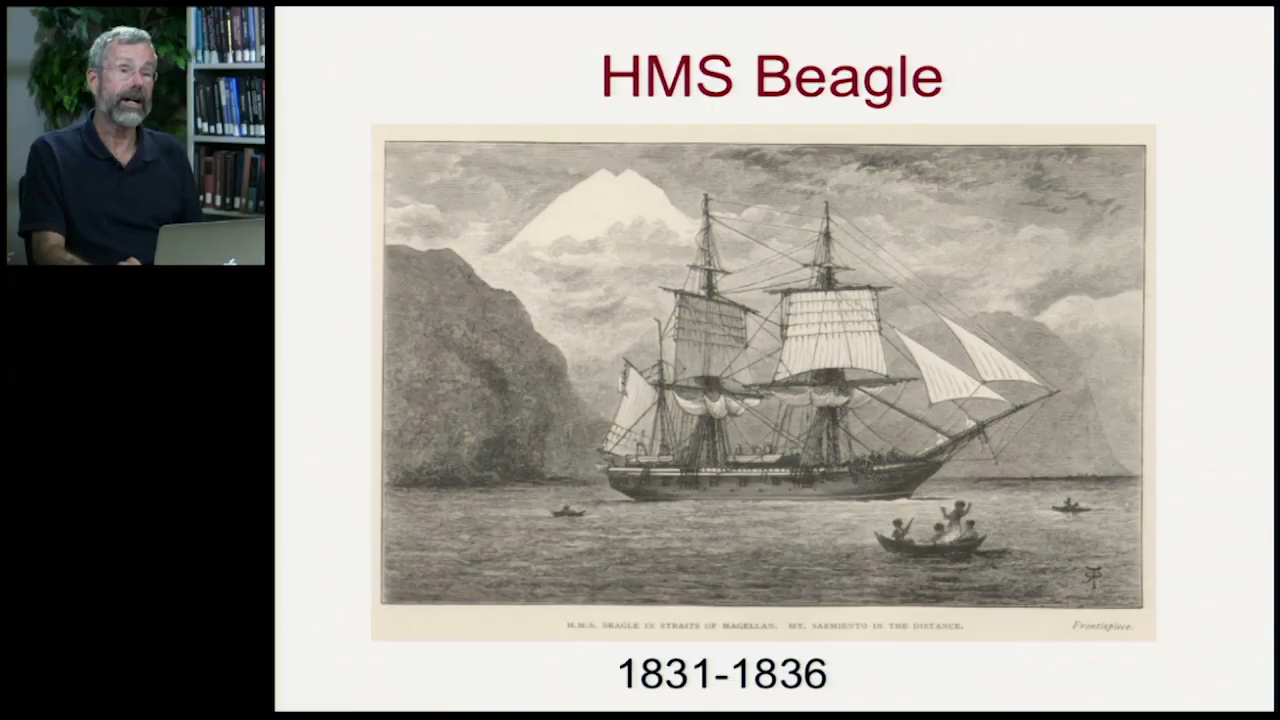 HMS Beagle
H.M.S. BEAGLE IN STRAITS OF MAGELLAN. MT. SARMIENTO IN THE DISTANCE.
Frontispiece.
1831-1836